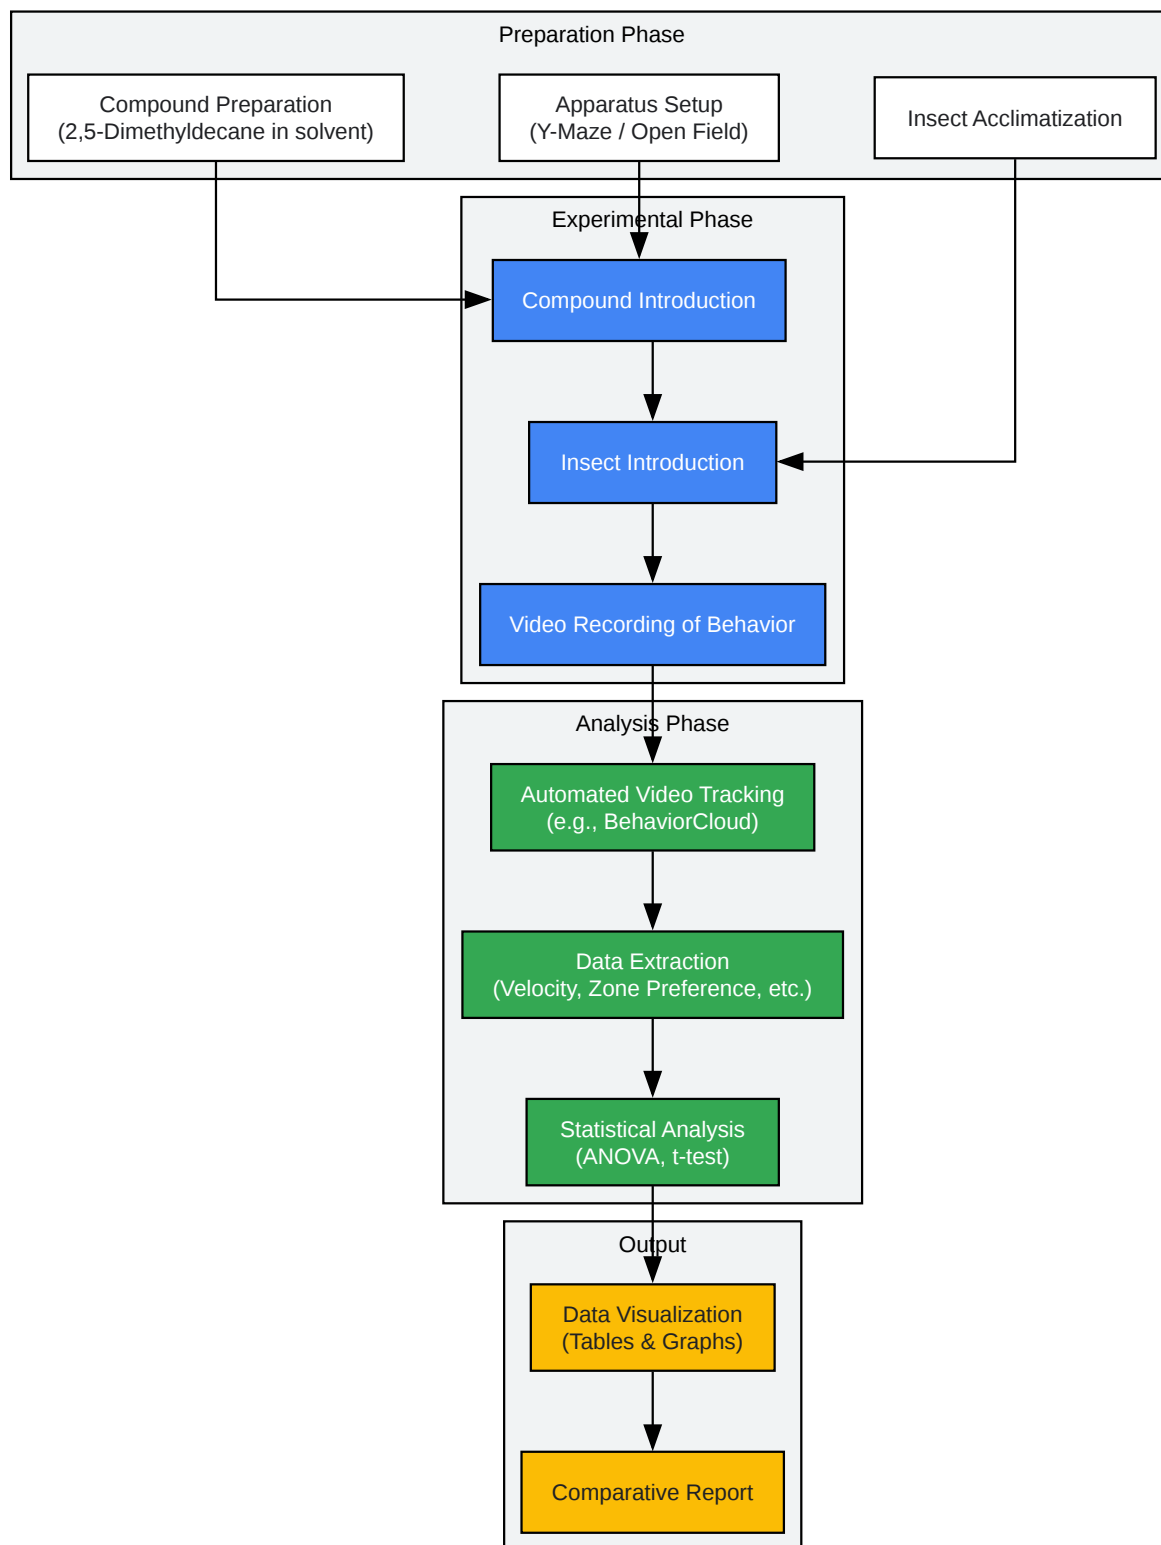 Preparation Phase
Compound Preparation
(2,5-Dimethyldecane in solvent)
Apparatus Setup
(Y-Maze / Open Field)
Insect Acclimatization
Experimental Phase
Compound Introduction
Insect Introduction
Video Recording of Behavior
Analysis Phase
Automated Video Tracking
(e.g., BehaviorCloud)
Data Extraction
(Velocity, Zone Preference, etc.)
Statistical Analysis
(ANOVA, t-test)
Output
Data Visualization
(Tables & Graphs)
Comparative Report